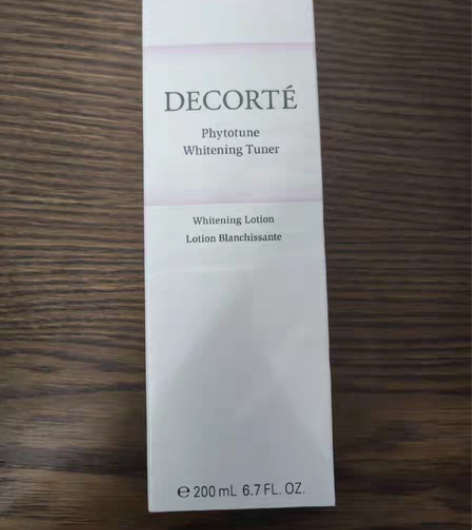 DECORTÉ
Phytotune
Whitening Tuner
Whitening Lotion
Lotion Blanchissante
℮ 200 mL 6.7 FL. OZ.